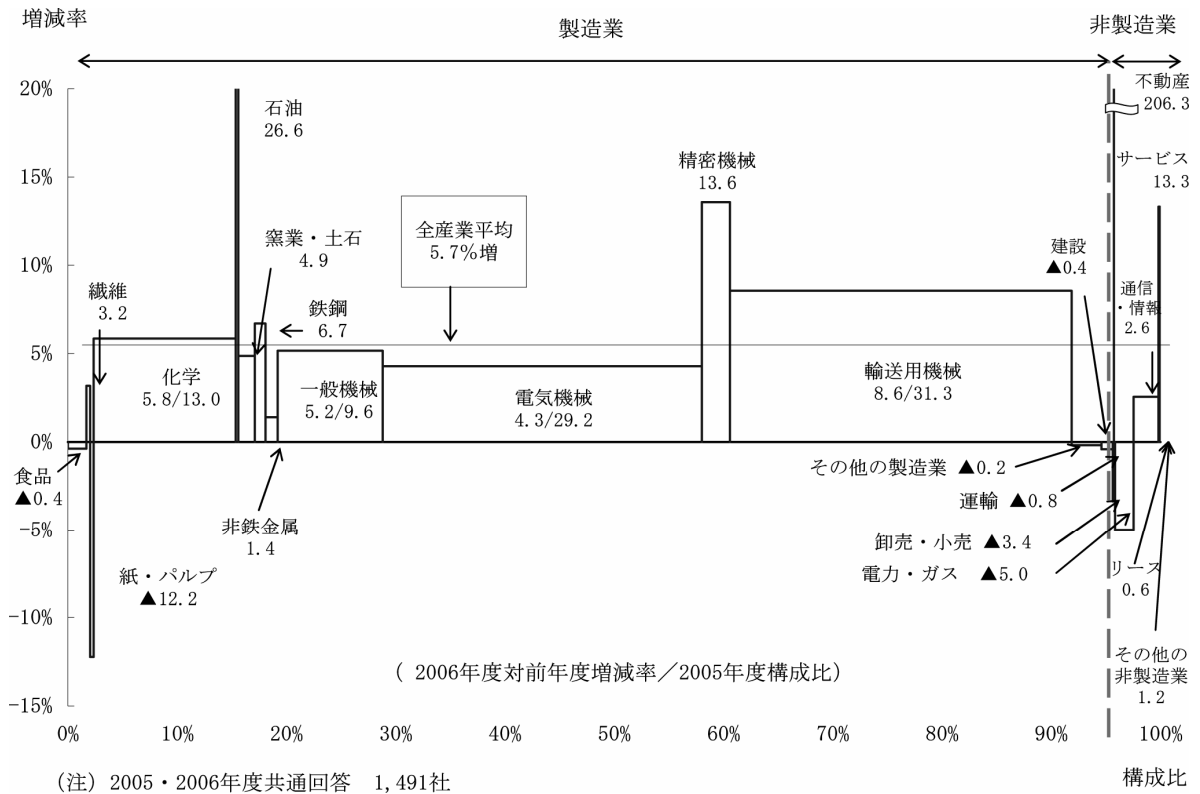 増減率
製造業
非製造業
20%
15%
10%
5%
0%
-5%
-10%
-15%
石油
26.6
不動産
206.3
精密機械
13.6
サービス
13.3
全産業平均
5.7%増
窯業・土石
4.9
建設
▲0.4
繊維
3.2
鉄鋼
6.7
通信
・情報
2.6
化学
5.8/13.0
一般機械
5.2/9.6
電気機械
4.3/29.2
輸送用機械
8.6/31.3
食品
▲0.4
その他の製造業 ▲0.2
運輸 ▲0.8
非鉄金属
1.4
卸売・小売 ▲3.4
電力・ガス ▲5.0
リース
0.6
紙・パルプ
▲12.2
その他の
非製造業
1.2
( 2006年度対前年度増減率／2005年度構成比)
0% 10% 20% 30% 40% 50% 60% 70% 80% 90% 100%
構成比
(注) 2005・2006年度共通回答 1,491社